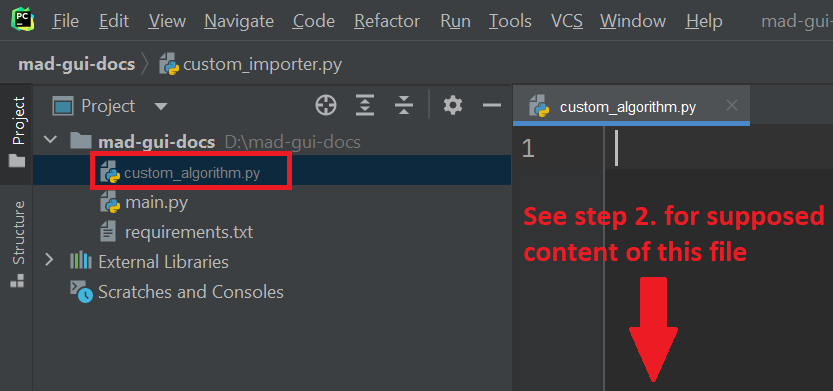 PC
File Edit View Navigate Code Refactor Run Tools VCS Window Help mad-gui-
mad-gui-docs custom_importer.py
Project
Project
custom_algorithm.py
mad-gui-docs D:\mad-gui-docs
custom_algorithm.py
main.py
requirements.txt
External Libraries
Scratches and Consoles
Structure
1
See step 2. for supposed
content of this file